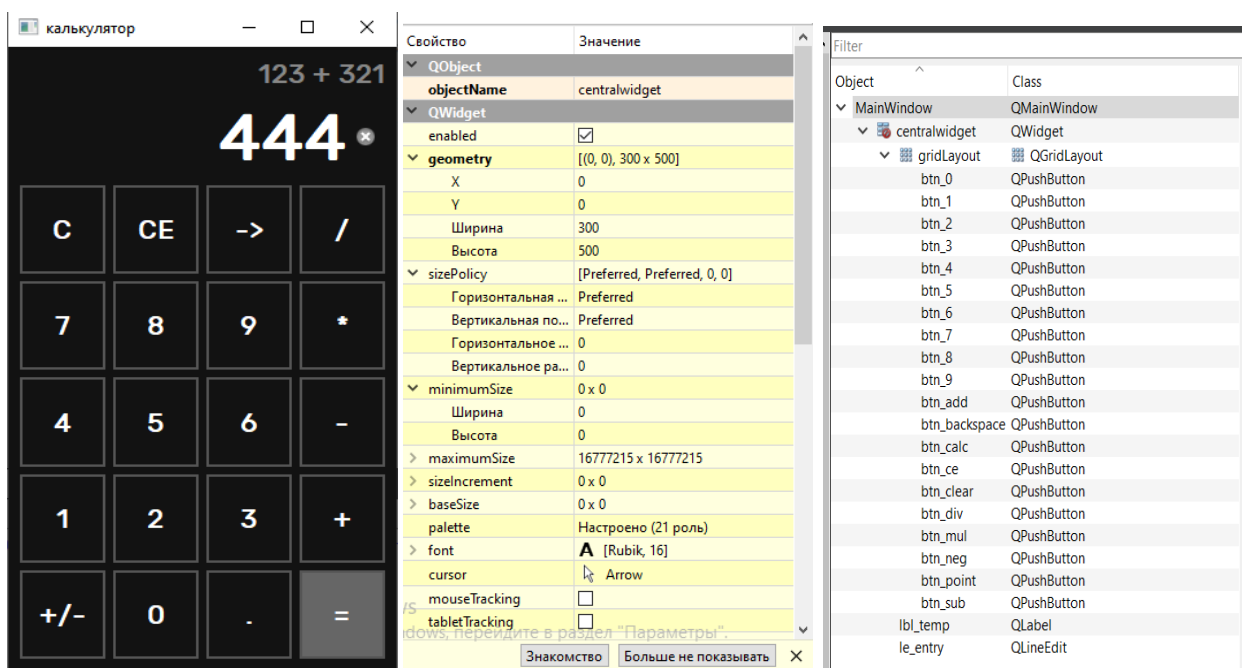 калькулятор
123 + 321
444
C CE -> /
7 8 9 *
4 5 6 -
1 2 3 +
+/- 0 . =
Свойство Значение
QObject
objectName centralwidget
QWidget
enabled
geometry [(0, 0), 300 x 500]
X 0
Y 0
Ширина 300
Высота 500
sizePolicy [Preferred, Preferred, 0, 0]
Горизонтальная ... Preferred
Вертикальная по... Preferred
Горизонтальное ... 0
Вертикальное ра... 0
minimumSize 0 x 0
Ширина 0
Высота 0
maximumSize 16777215 x 16777215
sizeIncrement 0 x 0
baseSize 0 x 0
palette Настроено (21 роль)
font A [Rubik, 16]
cursor Arrow
mouseTracking
tabletTracking
dows, перейдите в раздел "Параметры".
Знакомство Больше не показывать
Filter
Object Class
MainWindow QMainWindow
centralwidget QWidget
gridLayout QGridLayout
btn_0 QPushButton
btn_1 QPushButton
btn_2 QPushButton
btn_3 QPushButton
btn_4 QPushButton
btn_5 QPushButton
btn_6 QPushButton
btn_7 QPushButton
btn_8 QPushButton
btn_9 QPushButton
btn_add QPushButton
btn_backspace QPushButton
btn_calc QPushButton
btn_ce QPushButton
btn_clear QPushButton
btn_div QPushButton
btn_mul QPushButton
btn_neg QPushButton
btn_point QPushButton
btn_sub QPushButton
lbl_temp QLabel
le_entry QLineEdit